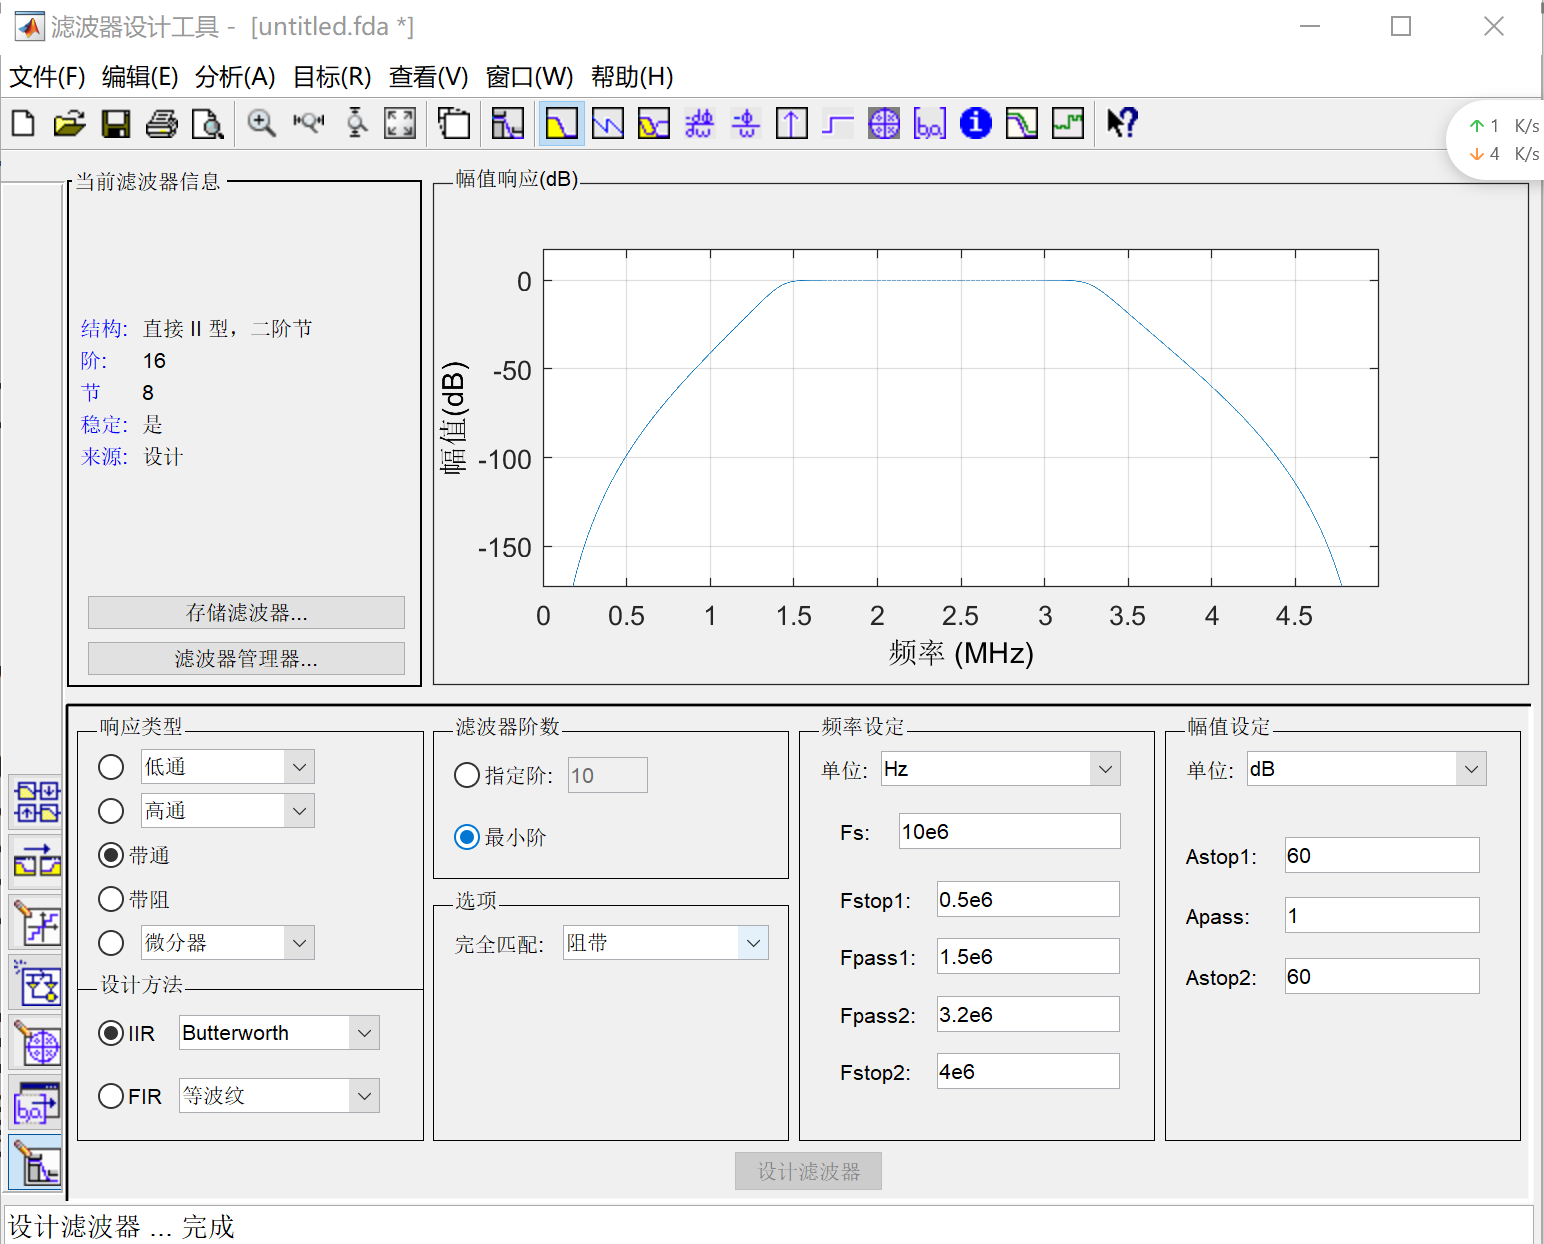 滤波器设计工具 - [untitled.fda *]
文件(F) 编辑(E) 分析(A) 目标(R) 查看(V) 窗口(W) 帮助(H)
1 K/s
4 K/s
当前滤波器信息
结构: 直接 II 型，二阶节
阶: 16
节 8
稳定: 是
来源: 设计
存储滤波器...
滤波器管理器...
幅值响应(dB)
幅值(dB)
0
-50
-100
-150
0 0.5 1 1.5 2 2.5 3 3.5 4 4.5
频率 (MHz)
响应类型
低通
高通
带通
带阻
微分器
设计方法
IIR Butterworth
FIR 等波纹
滤波器阶数
指定阶: 10
最小阶
选项
完全匹配: 阻带
频率设定
单位: Hz
Fs: 10e6
Fstop1: 0.5e6
Fpass1: 1.5e6
Fpass2: 3.2e6
Fstop2: 4e6
幅值设定
单位: dB
Astop1: 60
Apass: 1
Astop2: 60
设计滤波器
设计滤波器 ... 完成